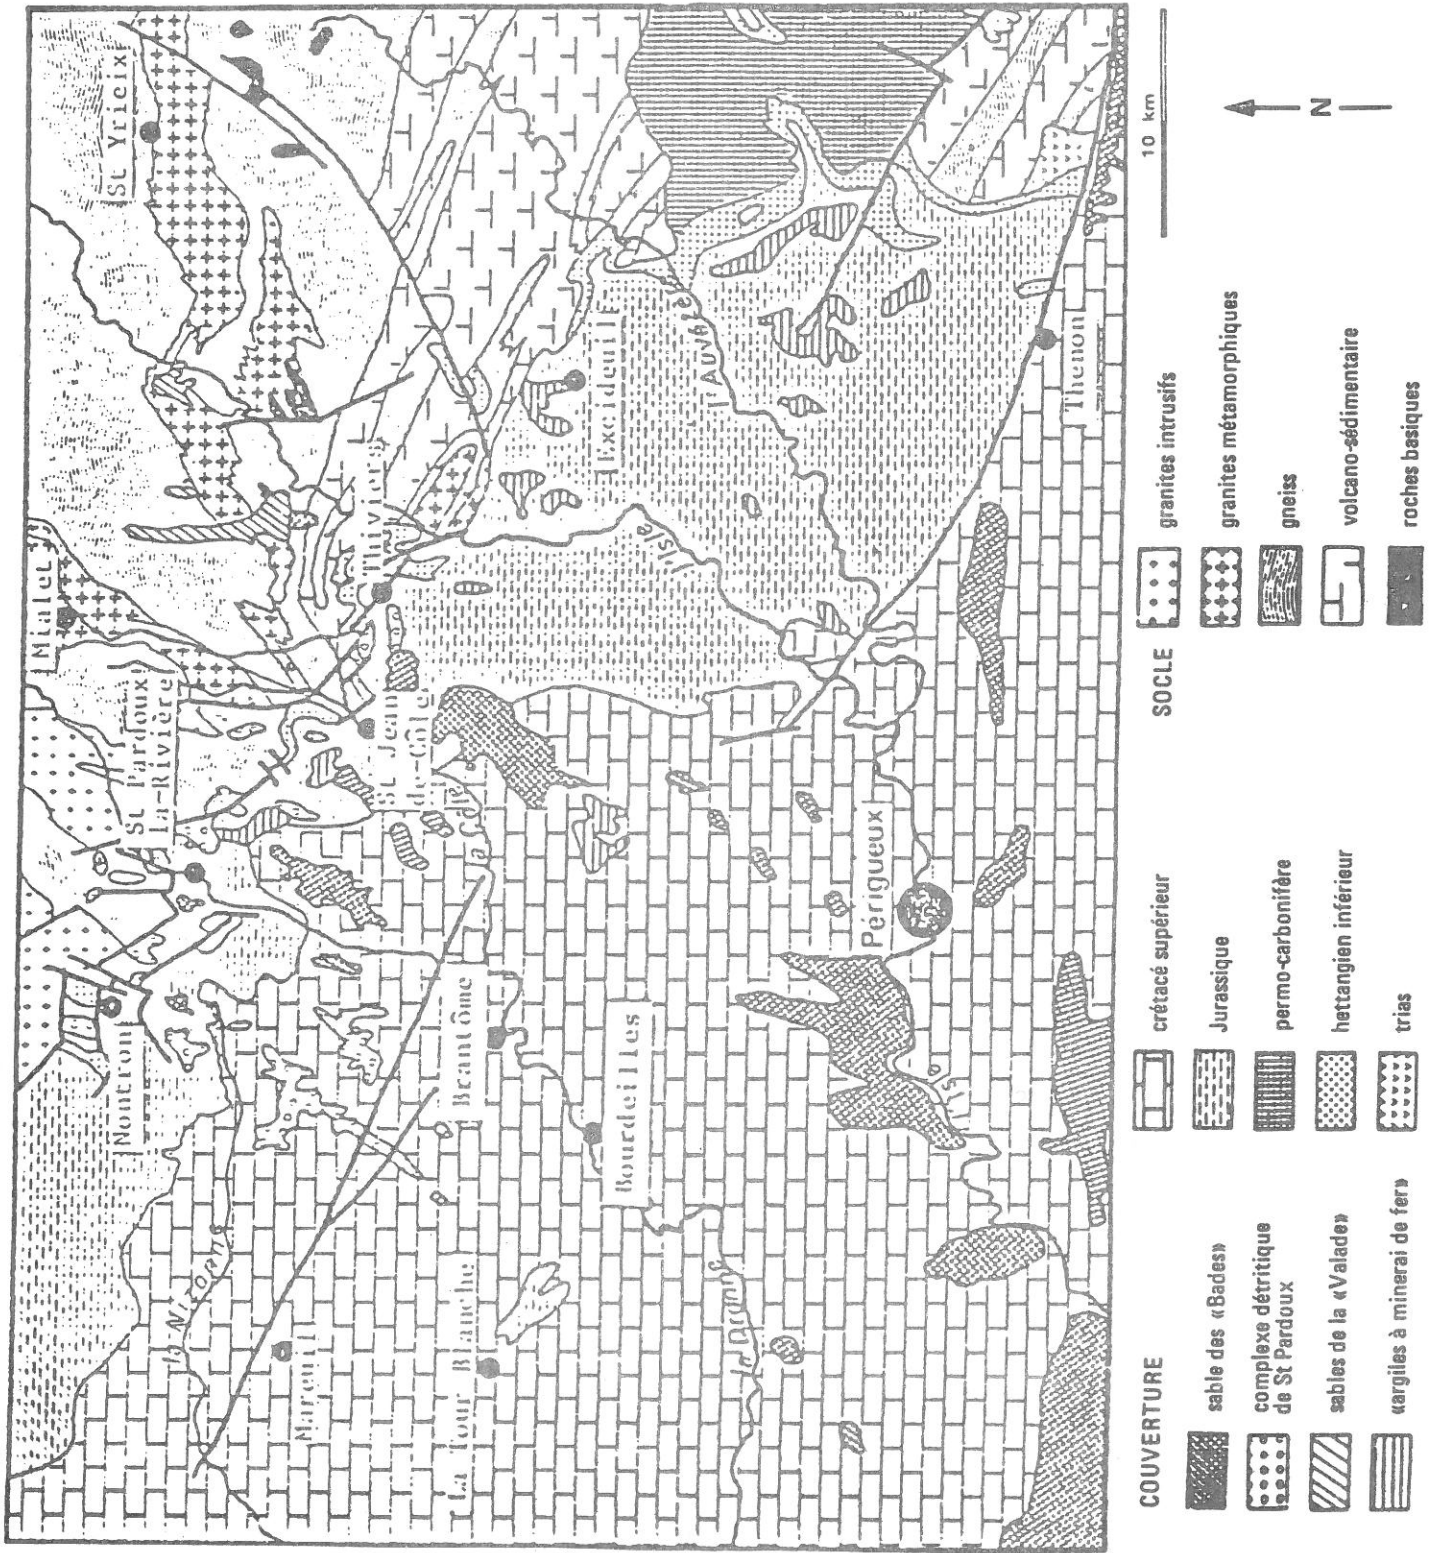 St Yrieix
Mialet
St Pardoux
La-Rivière
Nontron
Thiviers
St Jean
de-Côle
la Côle
la Nizonne
Mareuil
Excideuil
l'Isle
l'Auvézère
Brantôme
La Tour Blanche
Bourdeilles
la Dronne
Périgueux
l'Isle
Thenon
10 km
N
COUVERTURE
sable des «Bades»
complexe détritique
de St Pardoux
sables de la «Valade»
«argiles à minerai de fer»
crétacé supérieur
Jurassique
permo-carbonifère
hettangien inférieur
trias
SOCLE
granites intrusifs
granites métamorphiques
gneiss
volcano-sédimentaire
roches basiques